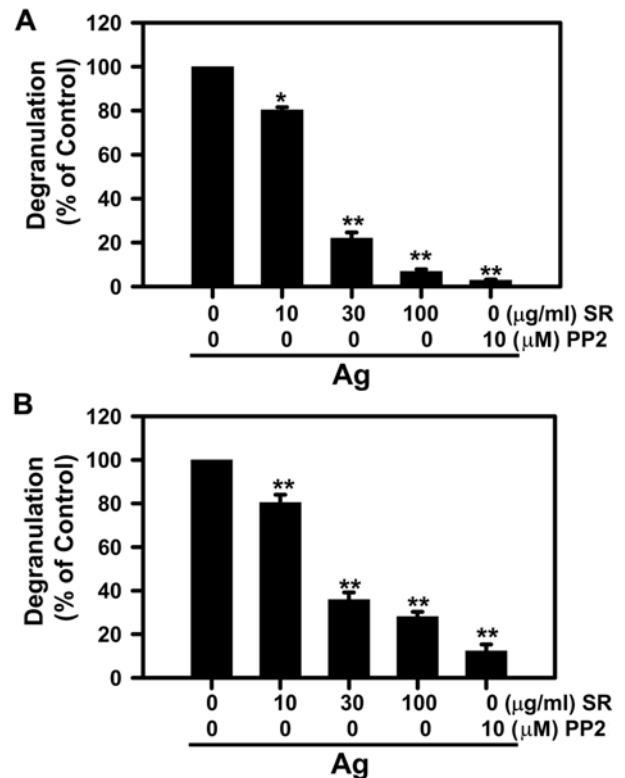 A
Degranulation
(% of Control)
120
100
80
60
40
20
0
*
**
**
**
0 10 30 100 0 (μg/ml) SR
0 0 0 0 10 (μM) PP2
Ag
B
Degranulation
(% of Control)
120
100
80
60
40
20
0
**
**
**
**
0 10 30 100 0 (μg/ml) SR
0 0 0 0 10 (μM) PP2
Ag